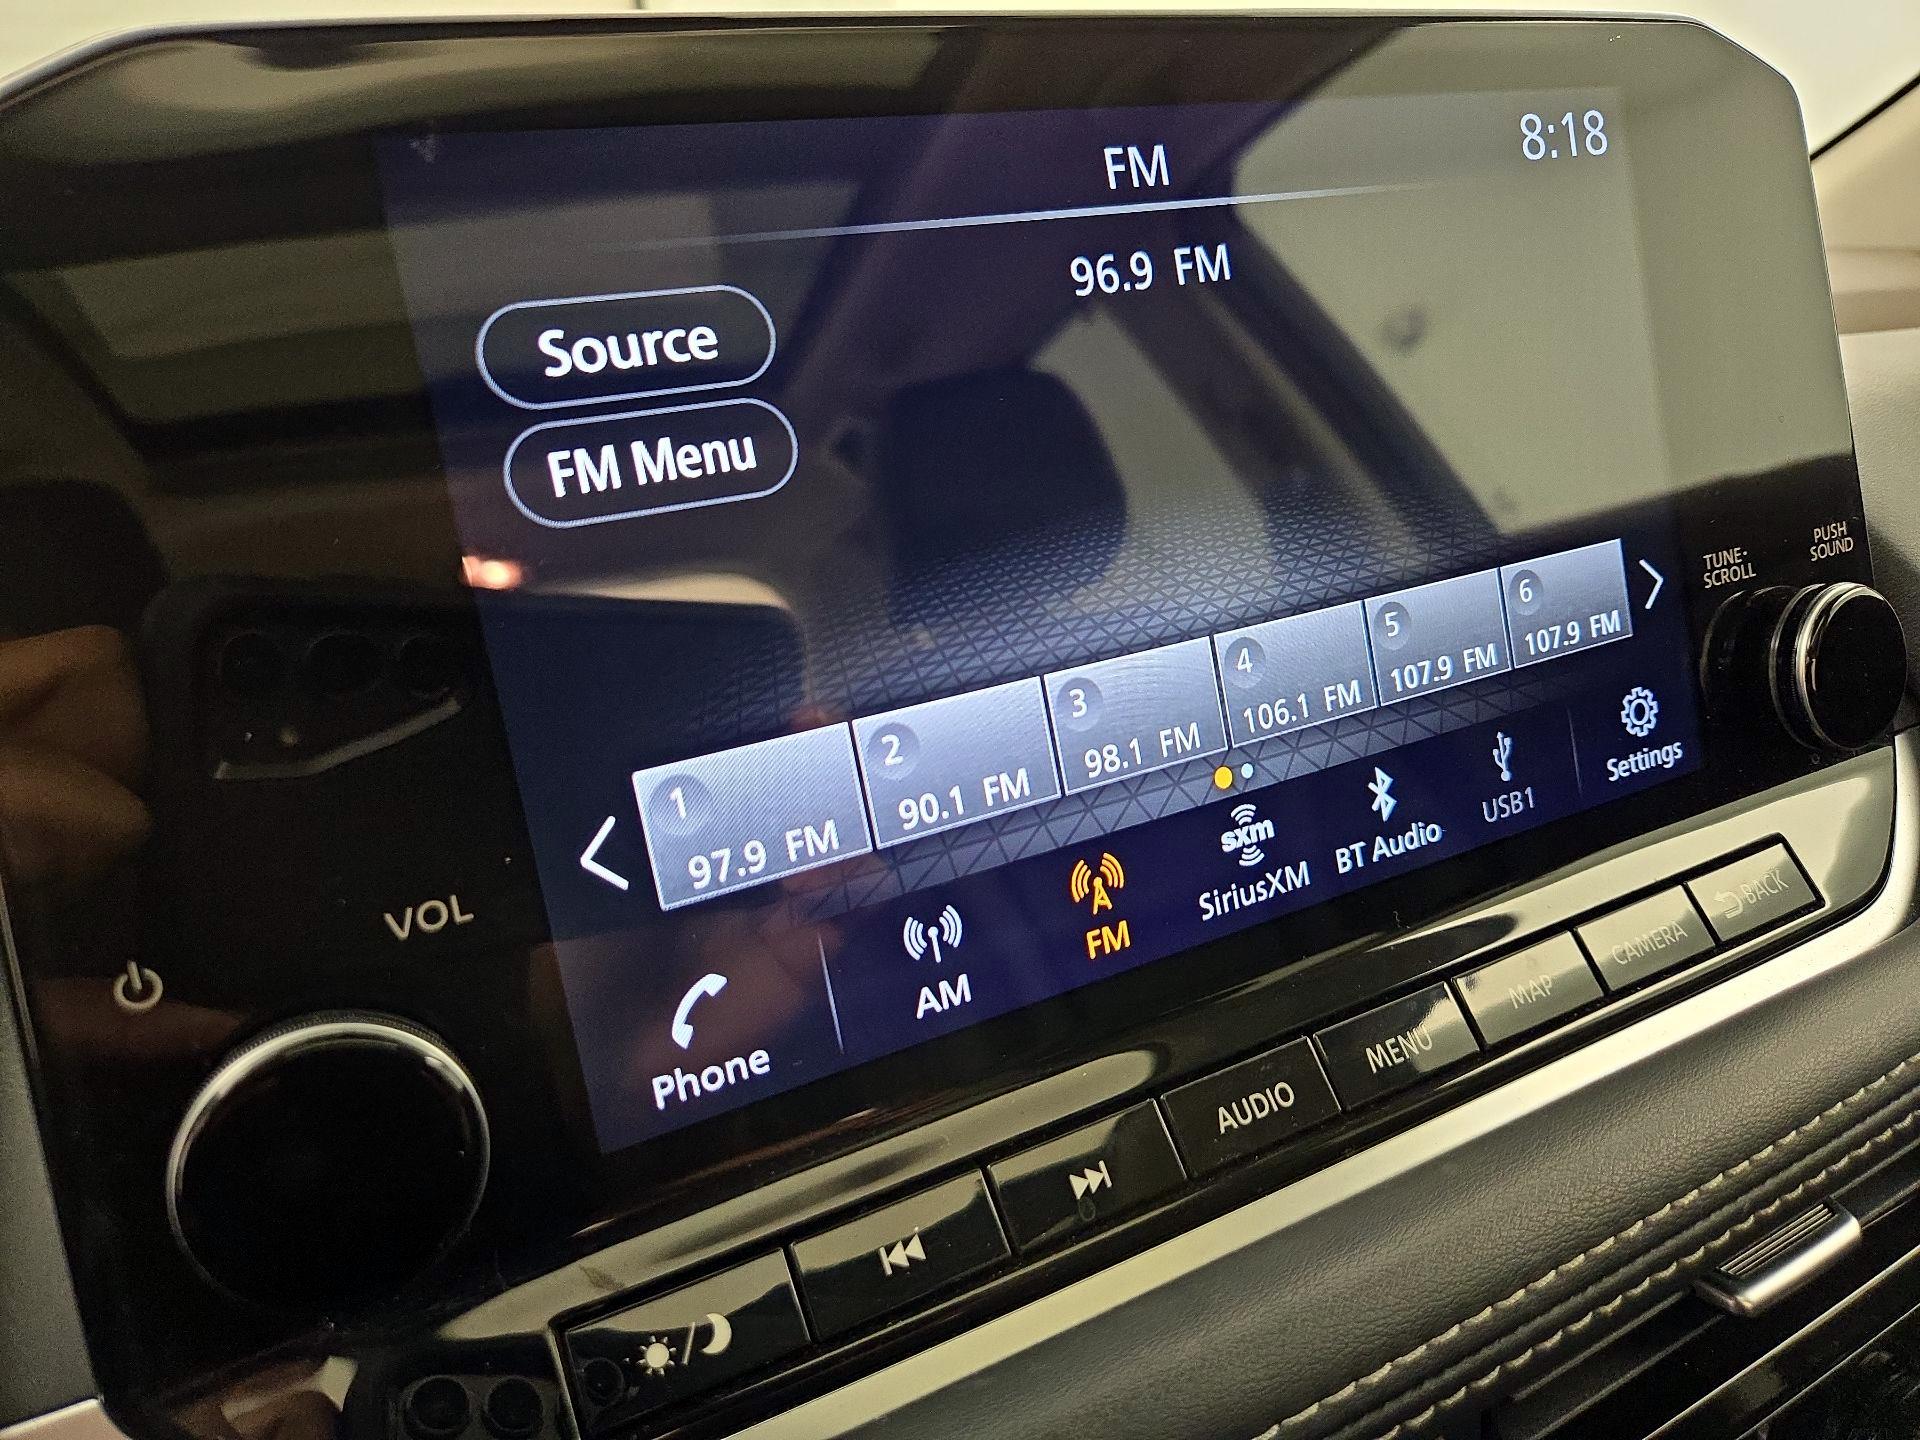 FM
8:18
96.9 FM
Source
FM Menu
TUNE·
SCROLL
PUSH
SOUND
1
97.9 FM
2
90.1 FM
3
98.1 FM
4
106.1 FM
5
107.9 FM
6
107.9 FM
VOL
Phone
AM
FM
sxm
SiriusXM
BT Audio
USB1
Settings
AUDIO
MENU
MAP
CAMERA
BACK